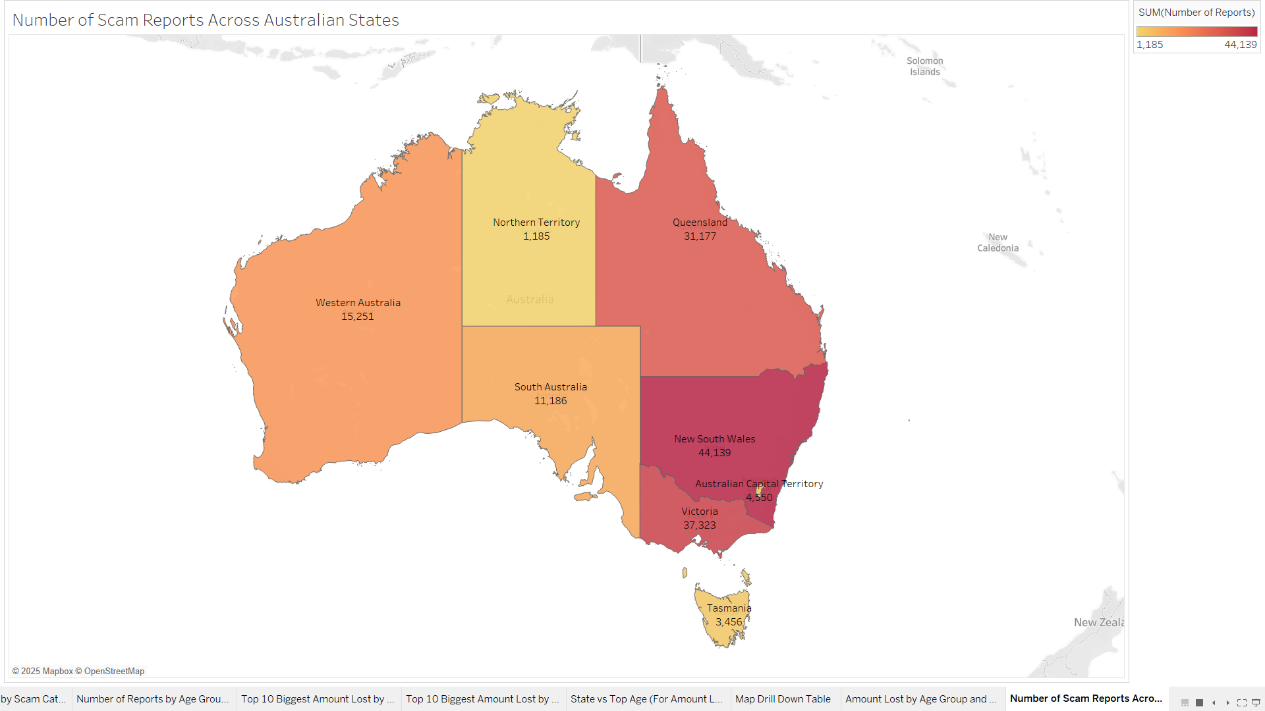 Number of Scam Reports Across Australian States
SUM(Number of Reports)
1,185 44,139
Solomon
Islands
New
Caledonia
Northern Territory
1,185
Queensland
31,177
Australia
Western Australia
15,251
South Australia
11,186
New South Wales
44,139
Australian Capital Territory
4,550
Victoria
37,323
Tasmania
3,456
New Zeala
© 2025 Mapbox © OpenStreetMap
by Scam Cat... Number of Reports by Age Grou... Top 10 Biggest Amount Lost by ... Top 10 Biggest Amount Lost by ... State vs Top Age (For Amount L... Map Drill Down Table Amount Lost by Age Group and ... Number of Scam Reports Acro...